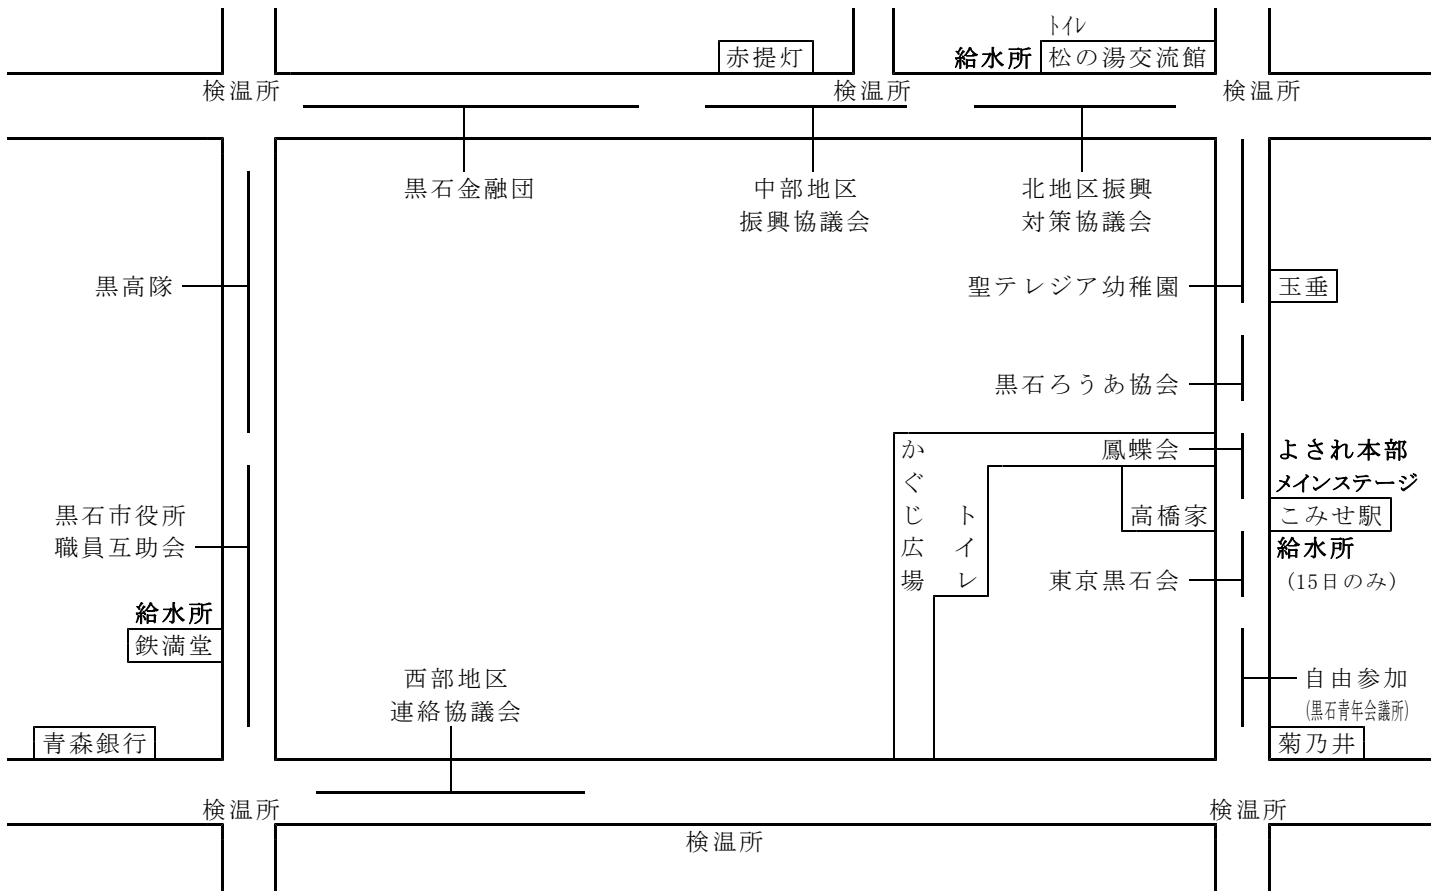 トイレ
赤提灯
給水所
松の湯交流館
検温所
検温所
検温所
黒石金融団
中部地区
振興協議会
北地区振興
対策協議会
黒高隊
聖テレジア幼稚園
玉垂
黒石ろうあ協会
かぐじ広場
トイレ
鳳蝶会
よされ本部
メインステージ
高橋家
こみせ駅
黒石市役所
職員互助会
給水所
(15日のみ)
東京黒石会
給水所
鉄満堂
西部地区
連絡協議会
自由参加
(黒石青年会議所)
青森銀行
菊乃井
検温所
検温所
検温所